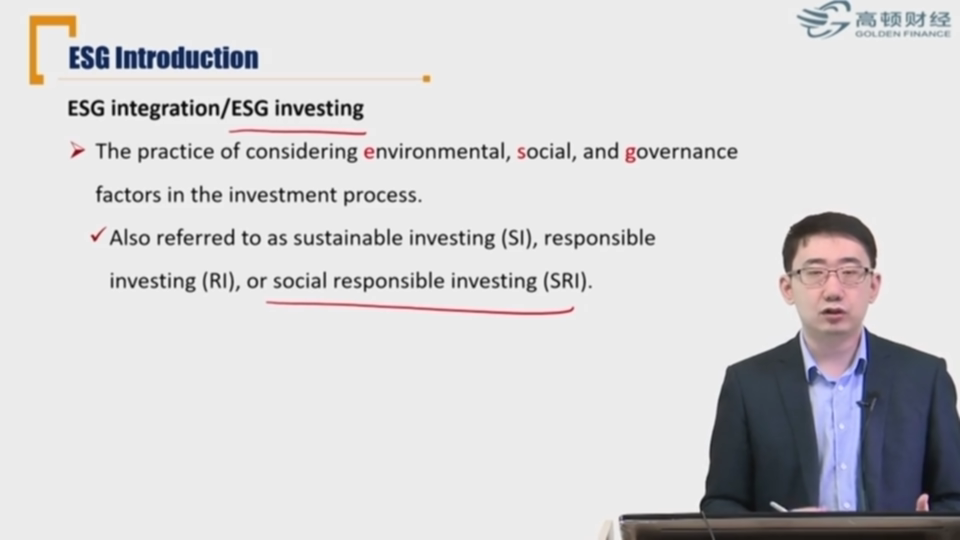 高顿财经
GOLDEN FINANCE
ESG Introduction
ESG integration/ESG investing
The practice of considering environmental, social, and governance
factors in the investment process.
Also referred to as sustainable investing (SI), responsible
investing (RI), or social responsible investing (SRI).